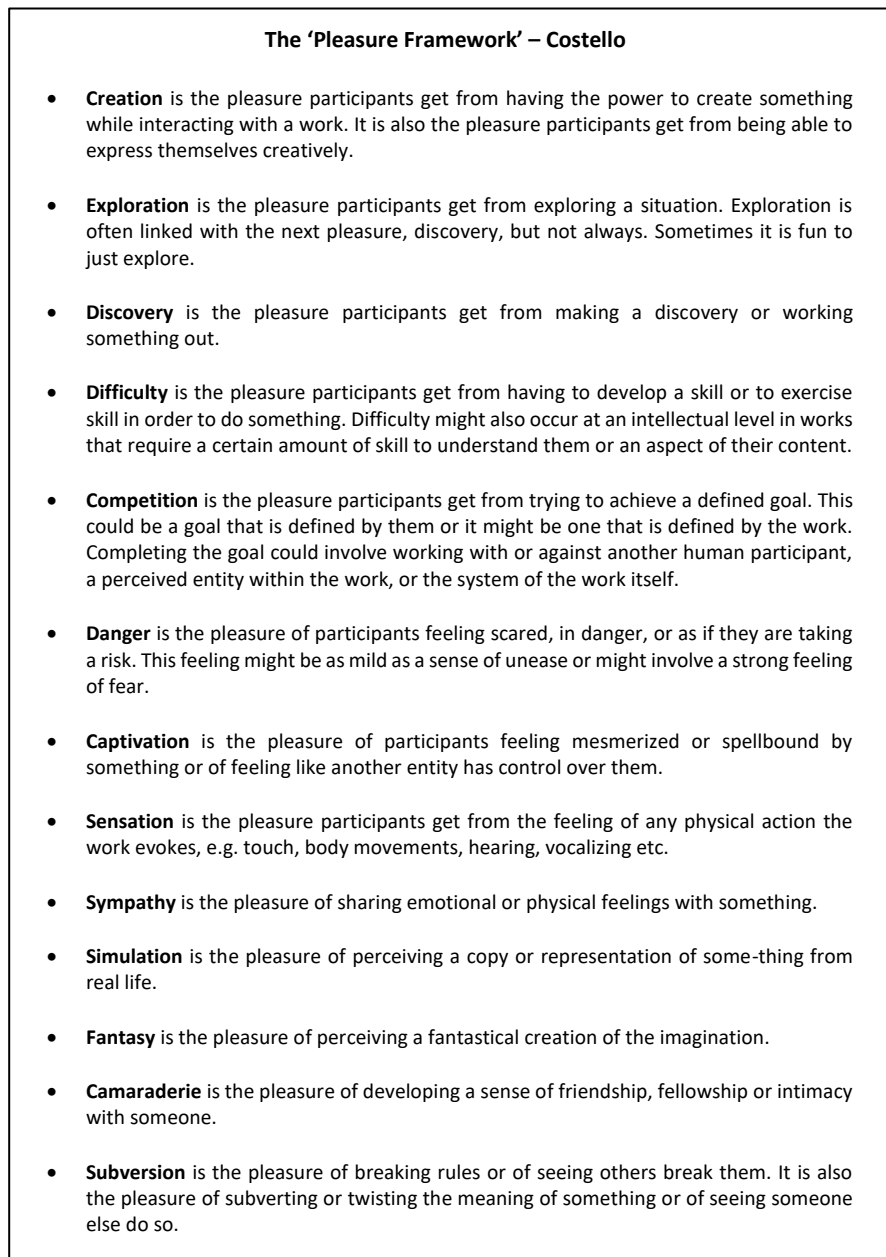 The ‘Pleasure Framework’ – Costello
• Creation is the pleasure participants get from having the power to create something
while interacting with a work. It is also the pleasure participants get from being able to
express themselves creatively.
• Exploration is the pleasure participants get from exploring a situation. Exploration is
often linked with the next pleasure, discovery, but not always. Sometimes it is fun to
just explore.
• Discovery is the pleasure participants get from making a discovery or working
something out.
• Difficulty is the pleasure participants get from having to develop a skill or to exercise
skill in order to do something. Difficulty might also occur at an intellectual level in works
that require a certain amount of skill to understand them or an aspect of their content.
• Competition is the pleasure participants get from trying to achieve a defined goal. This
could be a goal that is defined by them or it might be one that is defined by the work.
Completing the goal could involve working with or against another human participant,
a perceived entity within the work, or the system of the work itself.
• Danger is the pleasure of participants feeling scared, in danger, or as if they are taking
a risk. This feeling might be as mild as a sense of unease or might involve a strong feeling
of fear.
• Captivation is the pleasure of participants feeling mesmerized or spellbound by
something or of feeling like another entity has control over them.
• Sensation is the pleasure participants get from the feeling of any physical action the
work evokes, e.g. touch, body movements, hearing, vocalizing etc.
• Sympathy is the pleasure of sharing emotional or physical feelings with something.
• Simulation is the pleasure of perceiving a copy or representation of some-thing from
real life.
• Fantasy is the pleasure of perceiving a fantastical creation of the imagination.
• Camaraderie is the pleasure of developing a sense of friendship, fellowship or intimacy
with someone.
• Subversion is the pleasure of breaking rules or of seeing others break them. It is also
the pleasure of subverting or twisting the meaning of something or of seeing someone
else do so.